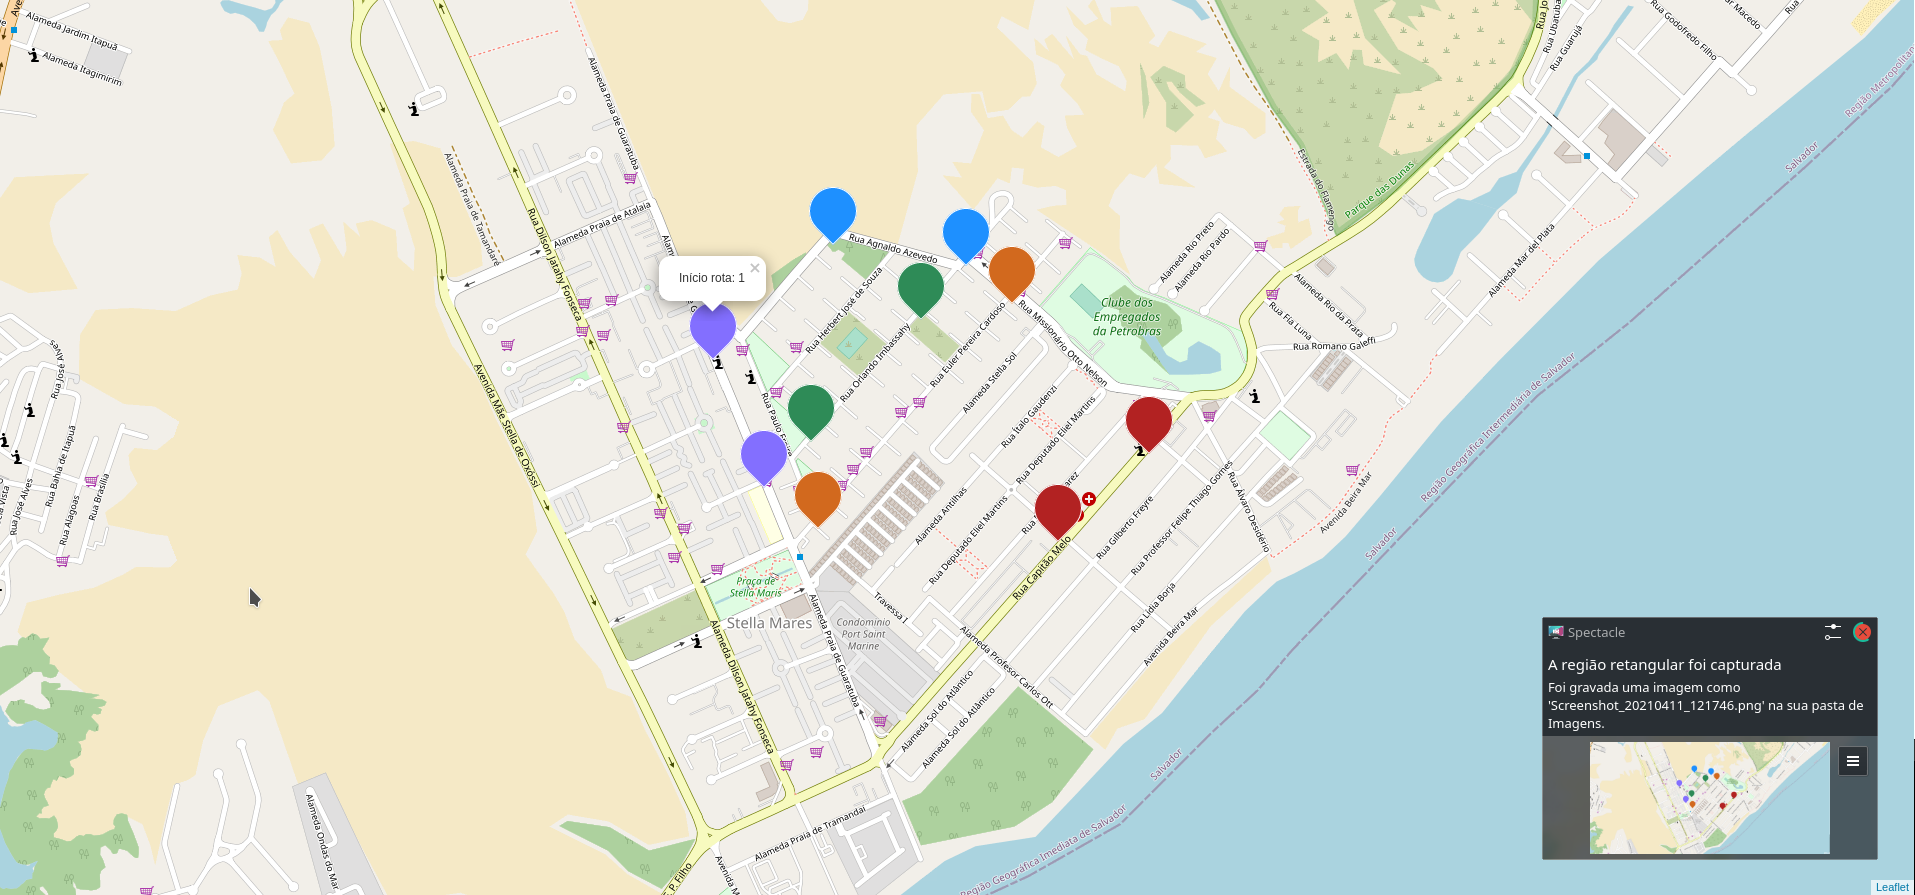 Alameda Jardim Itapuã
Alameda Itagimirim
Alameda Praia de Guaratuba
Alameda Praia de Tamandaré
Alameda Praia de Atalaia
Rua Dilson Jatahy Fonseca
Avenida Mãe Stella de Oxóssi
Início rota: 1
×
Rua Agnaldo Azevedo
Rua Herbert José de Souza
Rua Orlando Imbassahy
Rua Euler Pereira Cardoso
Alameda Stella Sol
Rua Missionário Otto Nelson
Rua Ítalo Gaudenzi
Rua Deputado Eliel Martins
Clube dos
Empregados
da Petrobras
Alameda Rio Preto
Alameda Rio Pardo
Estrada do Flamengo
Parque das Dunas
Rua Ubatuba
Rua Guarujá
Rua Godofredo Filho
Alameda Mar del Plata
Alameda Rio da Prata
Rua Fia Luna
Rua Romano Galeffi
Região Metropolitan
Salvador
Região Geográfica Intermediária de Salvador
Salvador
Rua José Alves
Rua Bahia de Itapuã
Rua Brasília
Rua José Alves
Rua Alagoas
Alameda Antilhas
Rua Deputado Eliel Martins
Rua Capitão Melo
Rua Gilberto Freyre
Rua Professor Felipe Thiago Gomes
Rua Álvaro Desidério
Avenida Beira Mar
Rua Lídia Borja
Avenida Beira Mar
Praça de
Stella Maris
Stella Mares
Travessa I
Condominio
Port Saint
Marine
Alameda Profesor Carlos Ott
Alameda Dilson Jatahy Fonseca
Alameda Praia de Guaratuba
Alameda Sol do Atlântico
Alameda Sol do Atlântico
Alameda Praia de Tramandaí
Salvador
Região Geográfica Imediata de Salvador
Spectacle
A região retangular foi capturada
Foi gravada uma imagem como
'Screenshot_20210411_121746.png' na sua pasta de
Imagens.
Leaflet